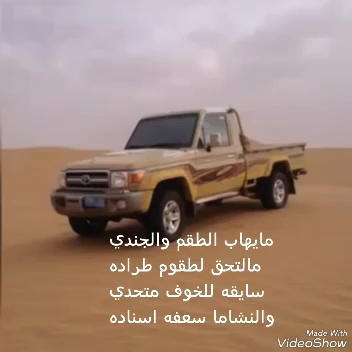 مايهاب الطقم والجندي
مالتحق لطقوم طراده
سايقه للخوف متحدي
والنشاما سعفه اسناده
Made With
VideoShow